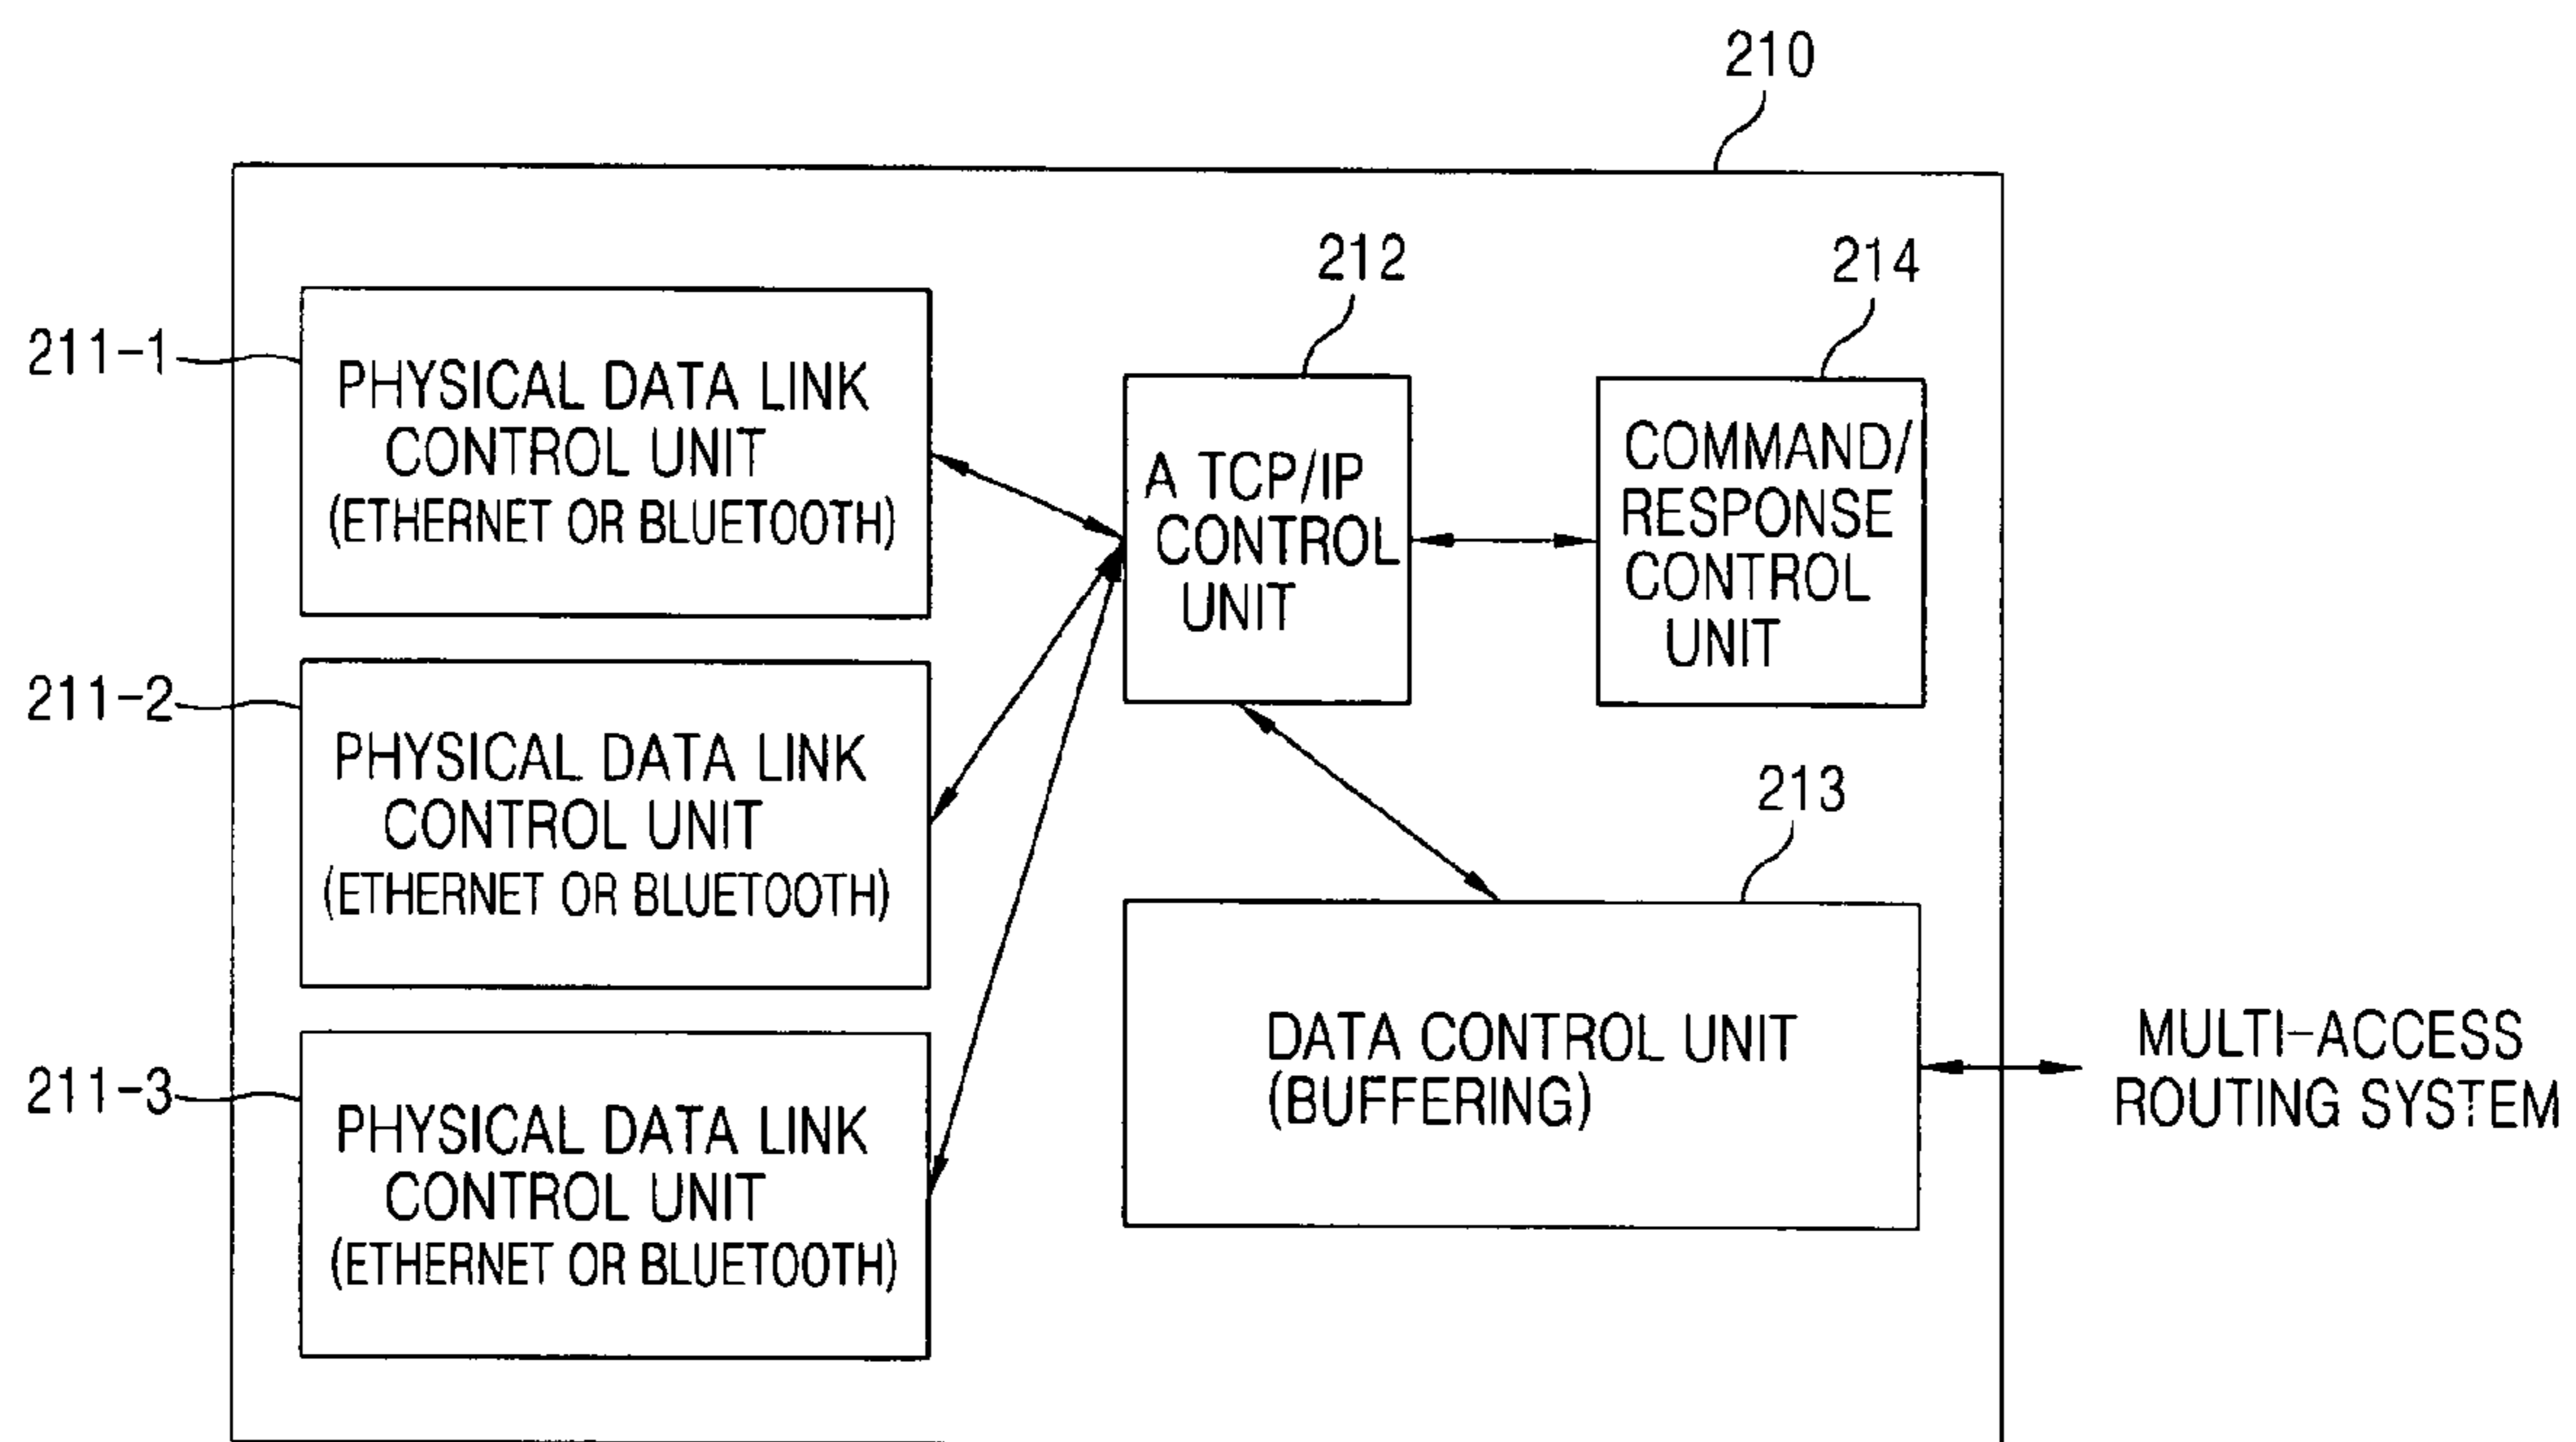 210
212
214
211-1
PHYSICAL DATA LINK
CONTROL UNIT
(ETHERNET OR BLUETOOTH)
A TCP/IP
CONTROL
UNIT
COMMAND/
RESPONSE
CONTROL
UNIT
211-2
PHYSICAL DATA LINK
CONTROL UNIT
(ETHERNET OR BLUETOOTH)
213
DATA CONTROL UNIT
(BUFFERING)
MULTI-ACCESS
ROUTING SYSTEM
211-3
PHYSICAL DATA LINK
CONTROL UNIT
(ETHERNET OR BLUETOOTH)